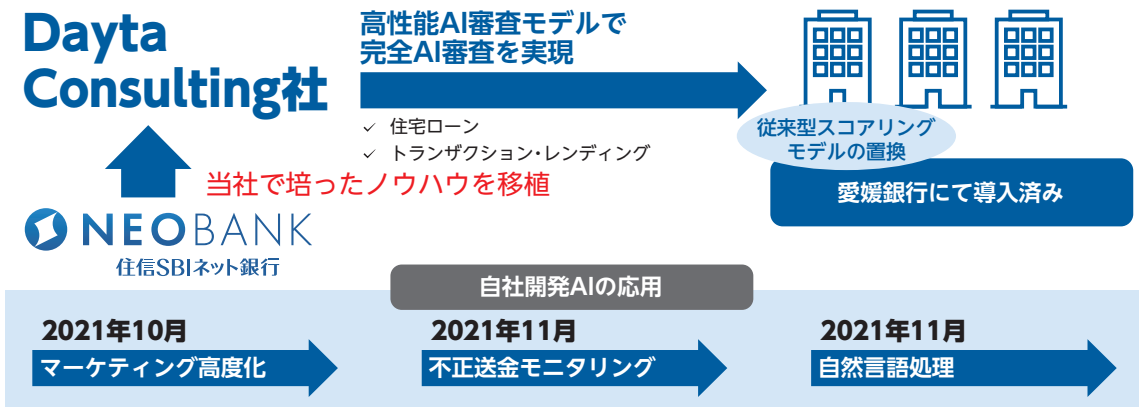 Dayta
Consulting社
高性能AI審査モデルで
完全AI審査を実現
✓ 住宅ローン
✓ トランザクション・レンディング
従来型スコアリング
モデルの置換
愛媛銀行にて導入済み
当社で培ったノウハウを移植
NEOBANK
住信SBIネット銀行
自社開発AIの応用
2021年10月
マーケティング高度化
2021年11月
不正送金モニタリング
2021年11月
自然言語処理